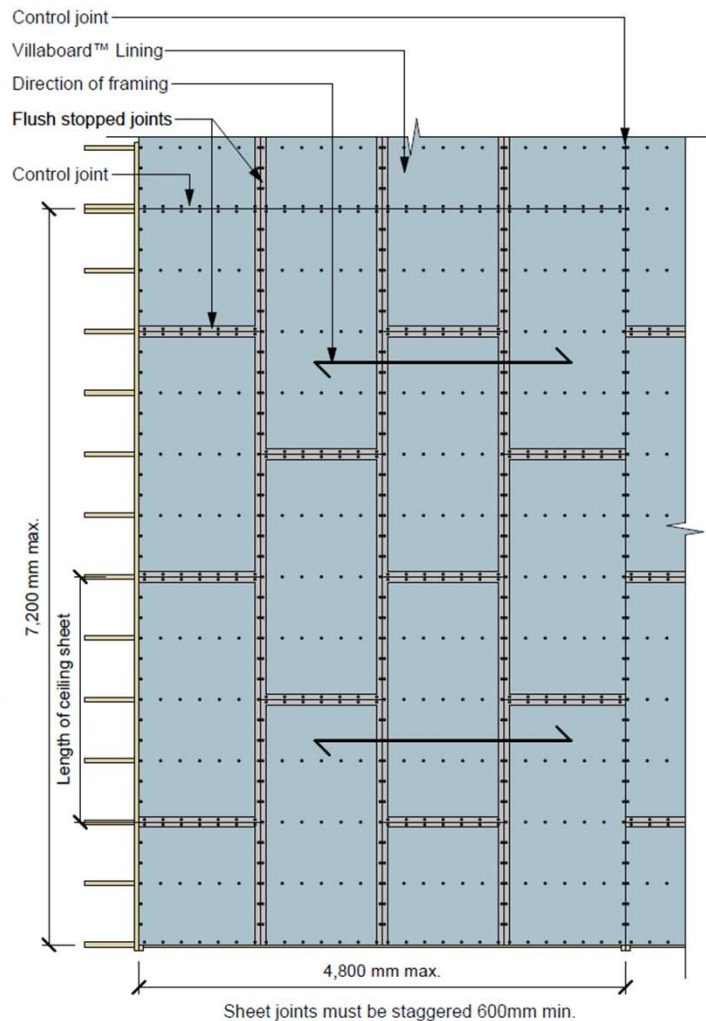 Control joint
Villaboard™ Lining
Direction of framing
Flush stopped joints
Control joint
7,200 mm max.
Length of ceiling sheet
4,800 mm max.
Sheet joints must be staggered 600mm min.